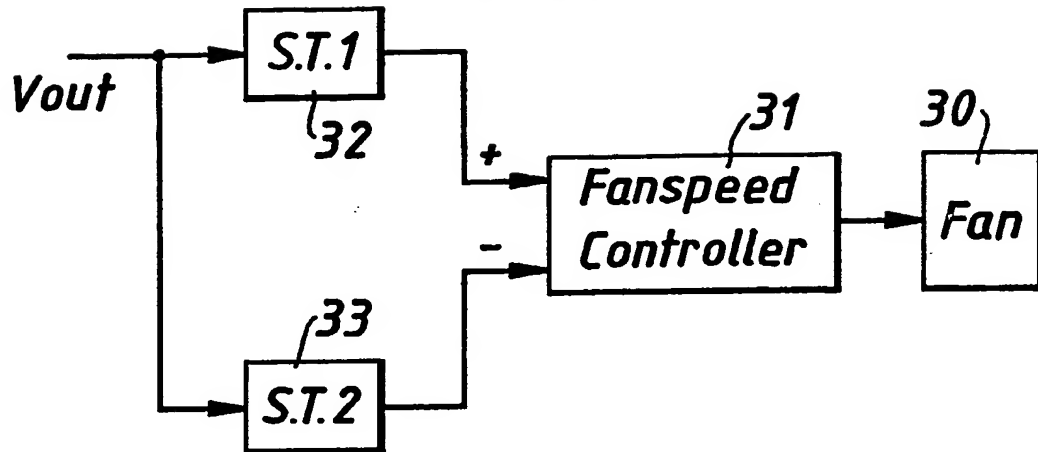 Vout
S.T.1
32
+
-
33
S.T.2
31
Fanspeed
Controller
30
Fan